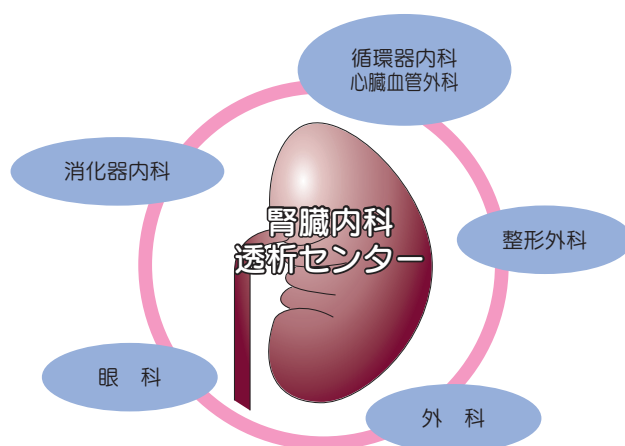 循環器内科
心臓血管外科
消化器内科
腎臓内科
透析センター
整形外科
眼　科
外　科